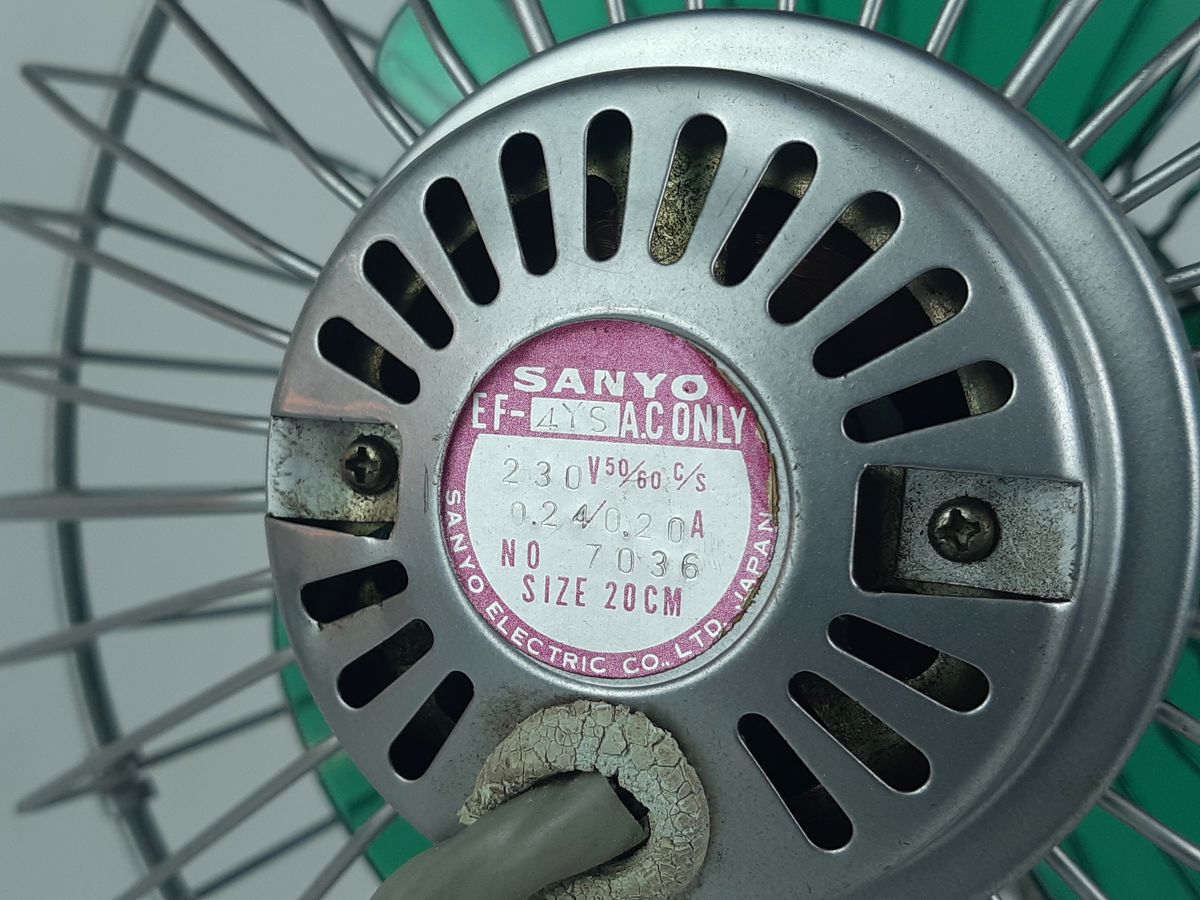 SANYO
EF-4YS A.C ONLY
230V 50/60 C/S
0.24/0.20A
NO 7036
SIZE 20CM
SANYO ELECTRIC CO., LTD. JAPAN